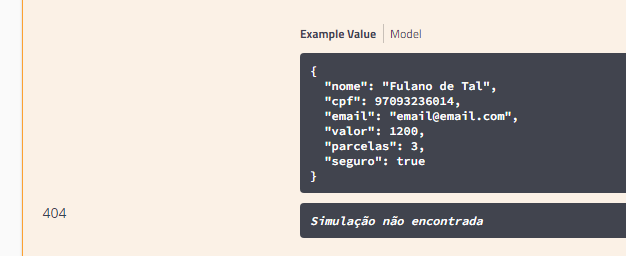 Example Value | Model
{
"nome": "Fulano de Tal",
"cpf": 97093236014,
"email": "email@email.com",
"valor": 1200,
"parcelas": 3,
"seguro": true
}
404
Simulação não encontrada